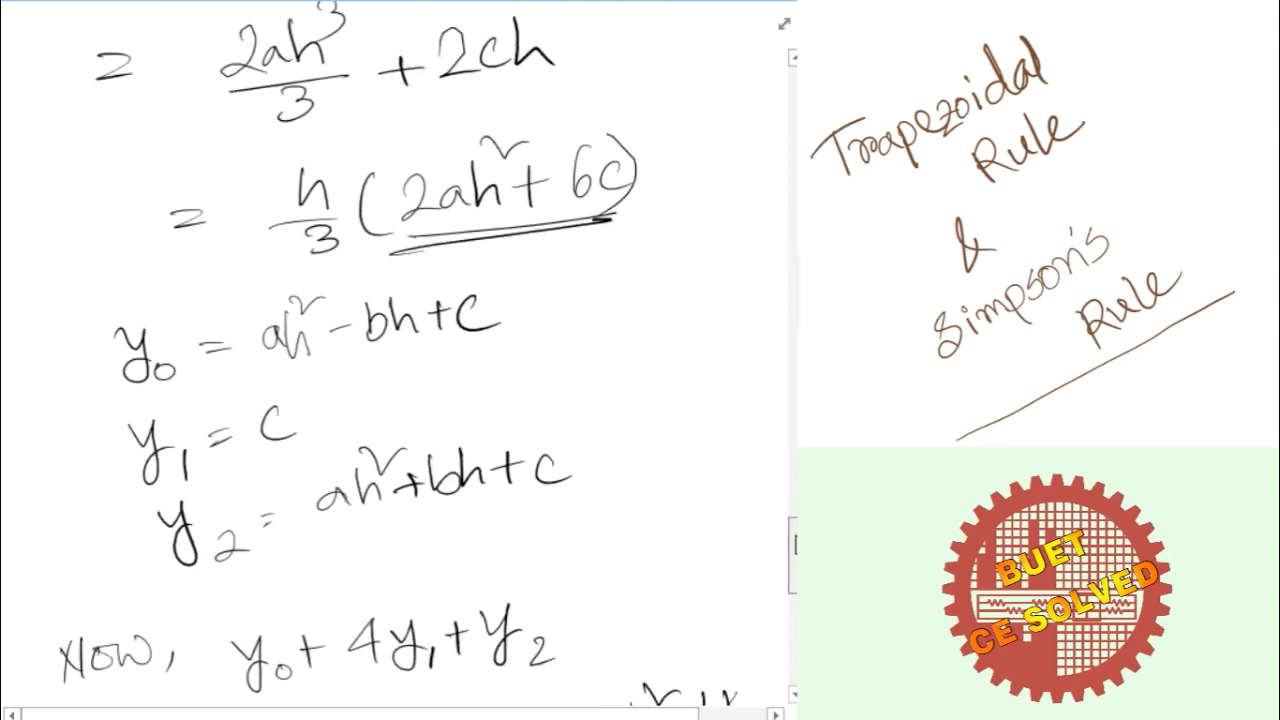 = 2ah³/3 + 2ch
= h/3 (2ah² + 6c)
y₀ = ah² - bh + c
y₁ = c
y₂ = ah² + bh + c
Now, y₀ + 4y₁ + y₂
Trapezoidal
Rule
&
Simpson's
Rule
BUET
CE SOLVED